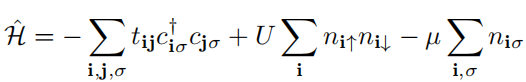 $\hat{\mathcal{H}} = -\sum_{\mathbf{i},\mathbf{j},\sigma} t_{\mathbf{ij}} c^{\dagger}_{\mathbf{i}\sigma} c_{\mathbf{j}\sigma} + U \sum_{\mathbf{i}} n_{\mathbf{i}\uparrow} n_{\mathbf{i}\downarrow} - \mu \sum_{\mathbf{i},\sigma} n_{\mathbf{i}\sigma}$